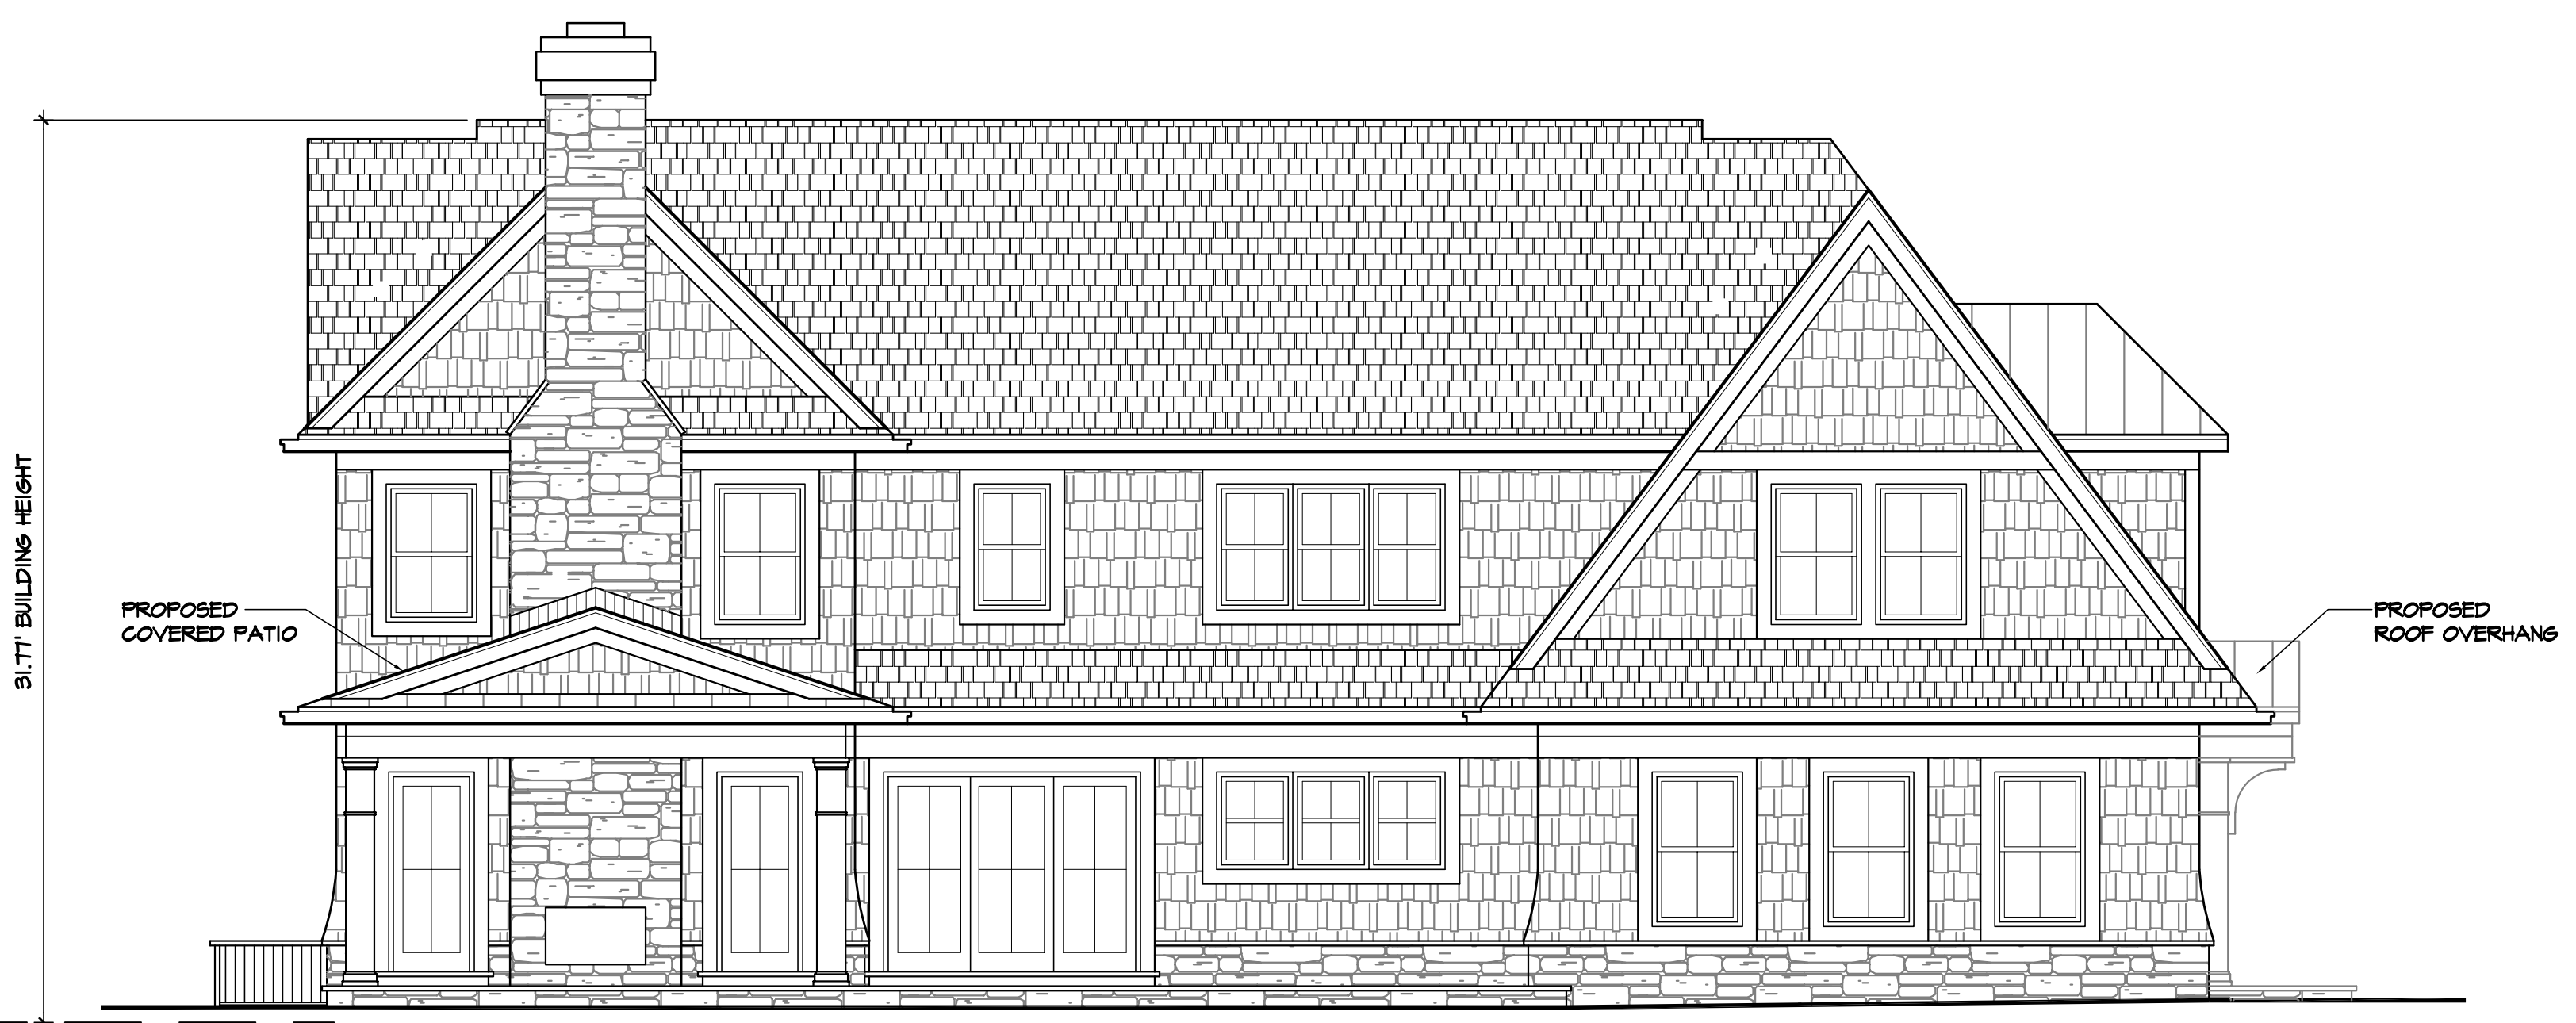 31.77' BUILDING HEIGHT
PROPOSED
COVERED PATIO
PROPOSED
ROOF OVERHANG